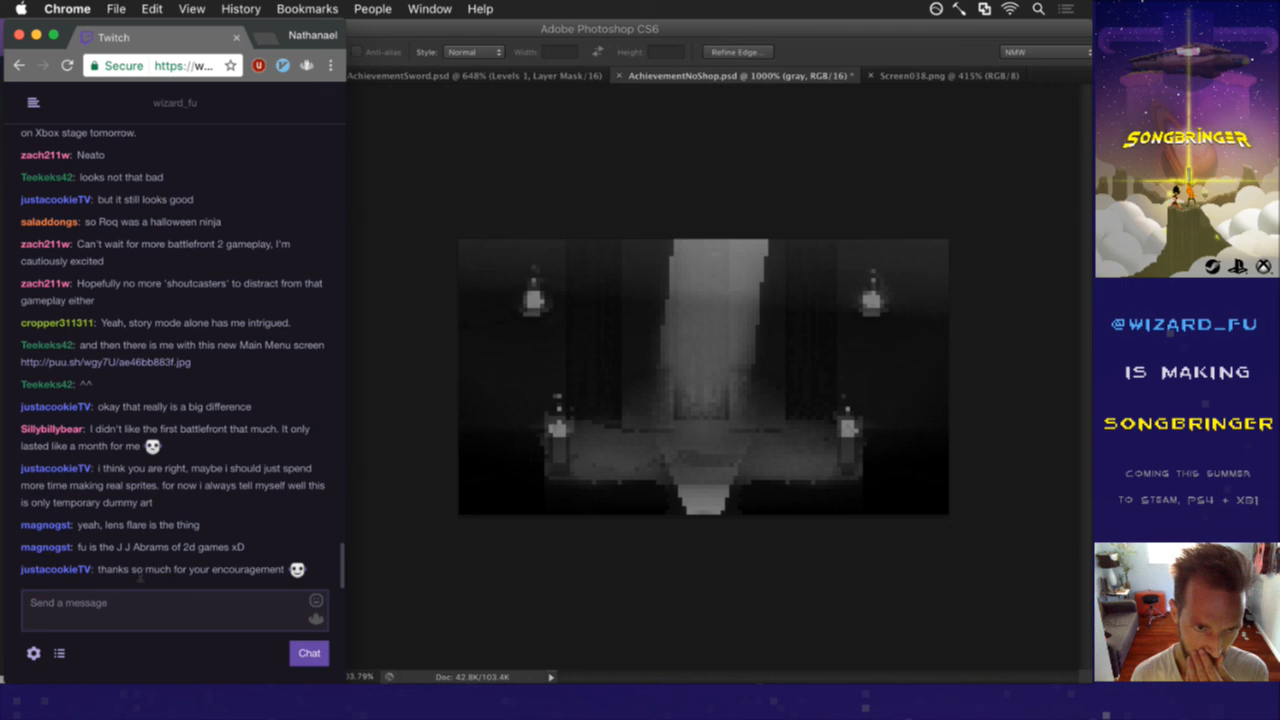 Chrome File Edit View History Bookmarks People Window Help
Adobe Photoshop CS6
Twitch
Nathanael
Secure https://w...
Anti-alias Style: Normal Width: Height: Refine Edge... NMW
AchievementSword.psd @ 648% (Levels 1, Layer Mask/16)
AchievementNoShop.psd @ 1000% (gray, RGB/16) *
Screen038.png @ 415% (RGB/8)
wizard_fu
on Xbox stage tomorrow.
zach211w: Neato
Teekeks42: looks not that bad
justacookieTV: but it still looks good
saladdongs: so Roq was a halloween ninja
zach211w: Can't wait for more battlefront 2 gameplay, I'm
cautiously excited
zach211w: Hopefully no more 'shoutcasters' to distract from that
gameplay either
cropper311311: Yeah, story mode alone has me intrigued.
Teekeks42: and then there is me with this new Main Menu screen
http://puu.sh/wgy7U/ae46bb883f.jpg
Teekeks42: ^^
justacookieTV: okay that really is a big difference
Sillybillybear: I didn't like the first battlefront that much. It only
lasted like a month for me
justacookieTV: i think you are right, maybe i should just spend
more time making real sprites. for now i always tell myself well this
is only temporary dummy art
magnogst: yeah, lens flare is the thing
magnogst: fu is the J J Abrams of 2d games xD
justacookieTV: thanks so much for your encouragement
Send a message
Chat
03.79%
Doc: 42.8K/103.4K
SONGBRINGER
@WIZARD_FU
IS MAKING
SONGBRINGER
COMING THIS SUMMER
TO STEAM, PS4 + XB1